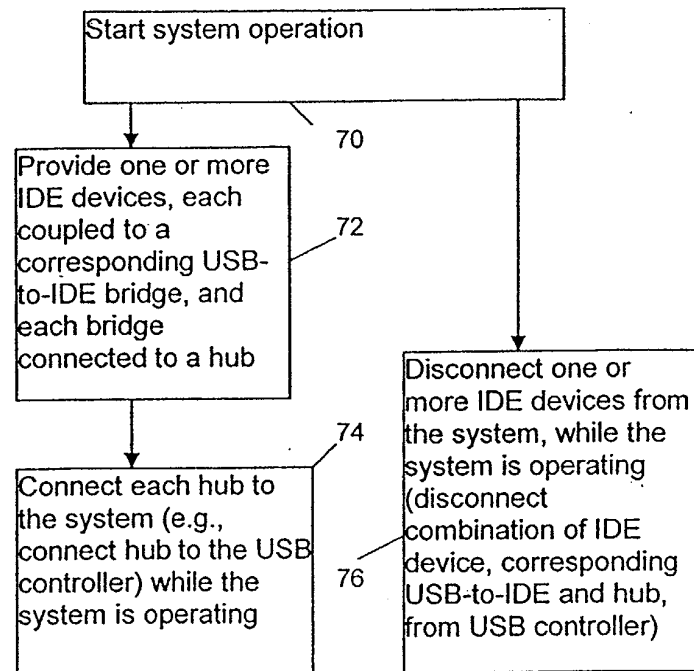 Start system operation
70
Provide one or more
IDE devices, each
coupled to a
corresponding USB-
to-IDE bridge, and
each bridge
connected to a hub
72
74
Connect each hub to
the system (e.g.,
connect hub to the USB
controller) while the
system is operating
Disconnect one or
more IDE devices from
the system, while the
system is operating
(disconnect
combination of IDE
device, corresponding
USB-to-IDE and hub,
from USB controller)
76